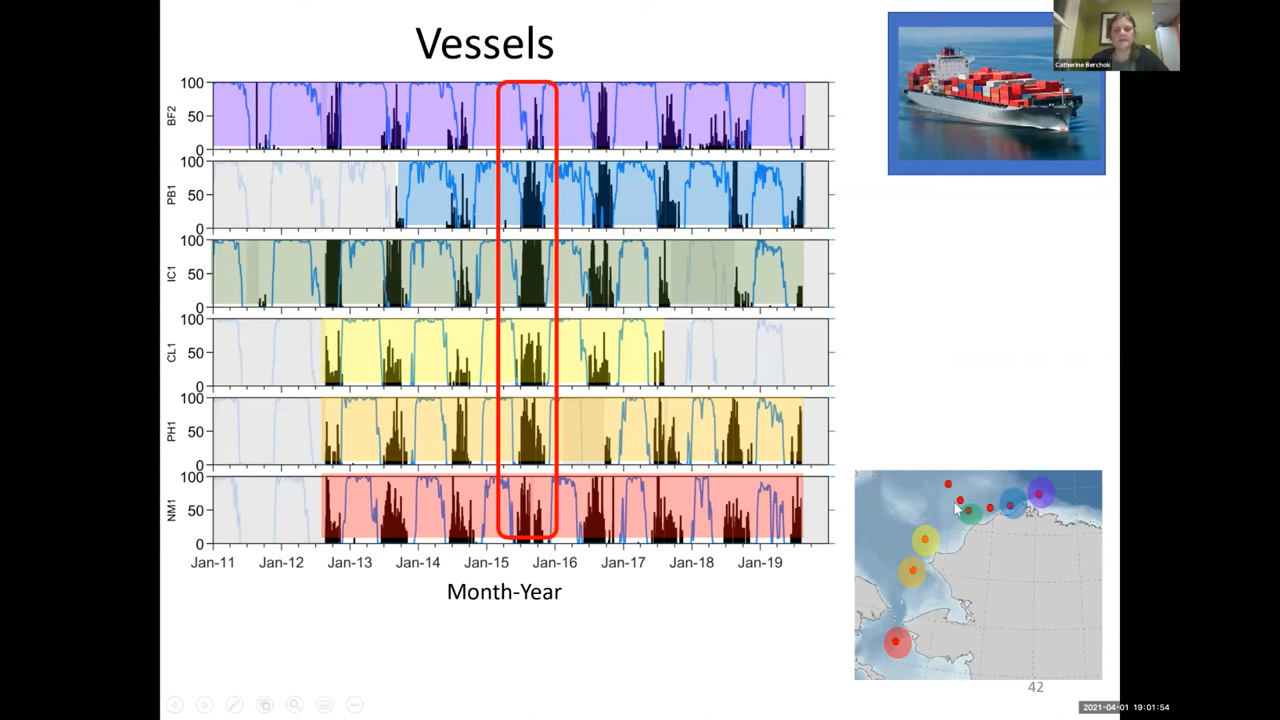 Vessels
Catherine Berchok
BF2
100
50
0
PB1
100
50
0
IC1
100
50
0
CL1
100
50
0
PH1
100
50
0
NM1
100
50
0
Jan-11 Jan-12 Jan-13 Jan-14 Jan-15 Jan-16 Jan-17 Jan-18 Jan-19
Month-Year
42
2021-04-01 19:01:54